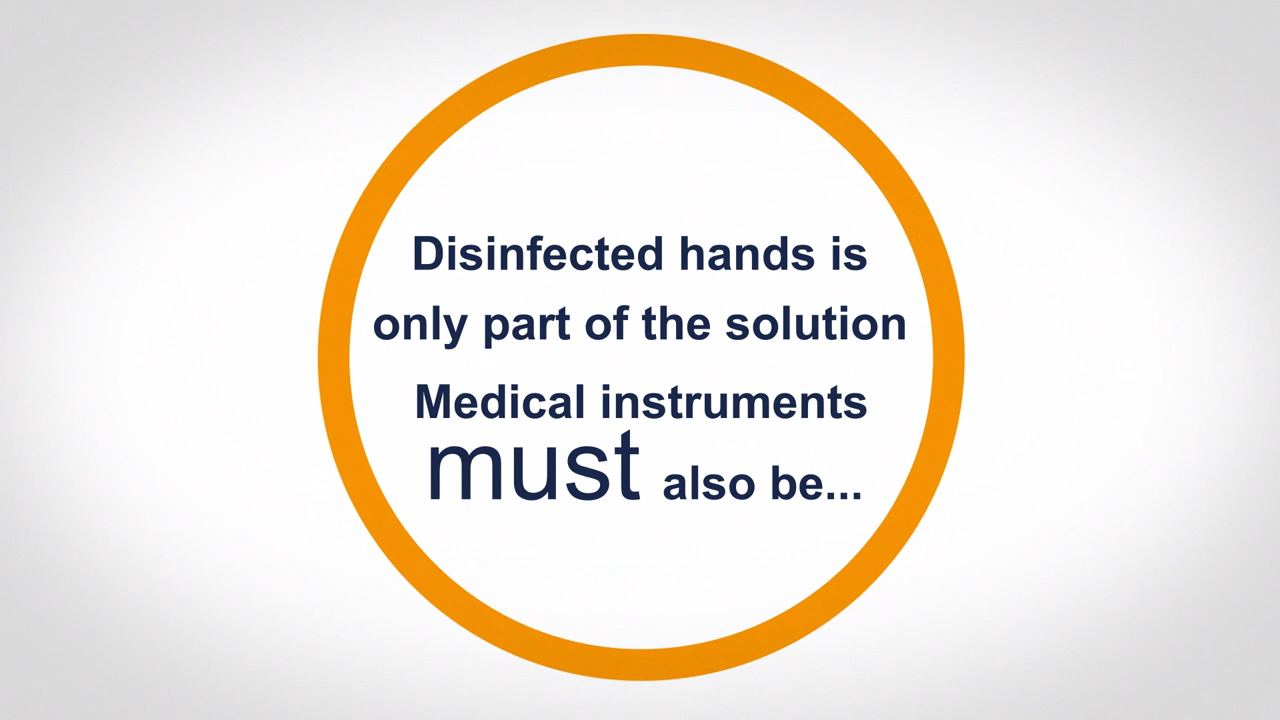 Disinfected hands is
only part of the solution
Medical instruments
must also be...